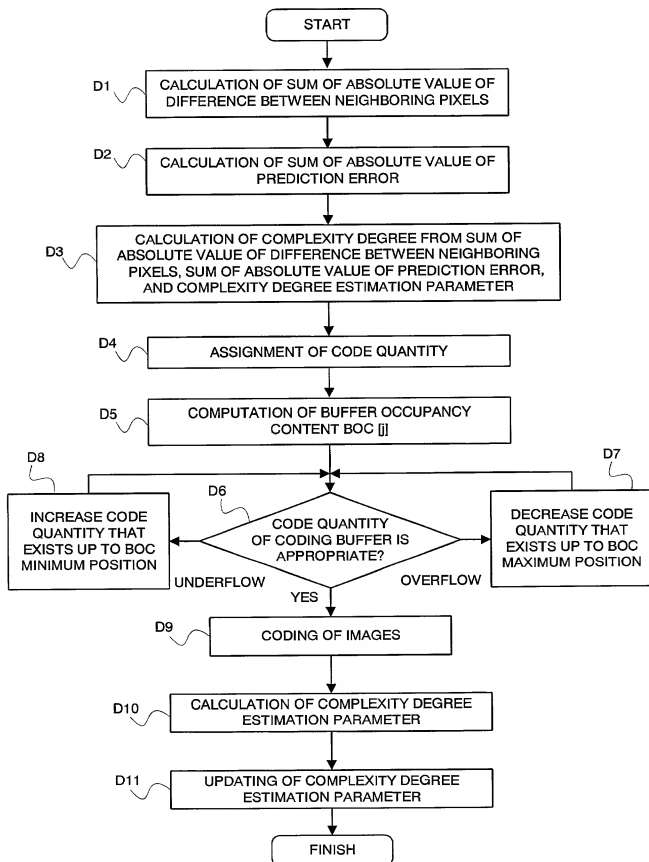 START
D1
CALCULATION OF SUM OF ABSOLUTE VALUE OF
DIFFERENCE BETWEEN NEIGHBORING PIXELS
D2
CALCULATION OF SUM OF ABSOLUTE VALUE OF
PREDICTION ERROR
D3
CALCULATION OF COMPLEXITY DEGREE FROM SUM OF
ABSOLUTE VALUE OF DIFFERENCE BETWEEN NEIGHBORING
PIXELS, SUM OF ABSOLUTE VALUE OF PREDICTION ERROR,
AND COMPLEXITY DEGREE ESTIMATION PARAMETER
D4
ASSIGNMENT OF CODE QUANTITY
D5
COMPUTATION OF BUFFER OCCUPANCY
CONTENT BOC [j]
D8
INCREASE CODE
QUANTITY THAT
EXISTS UP TO BOC
MINIMUM POSITION
D6
CODE QUANTITY
OF CODING BUFFER IS
APPROPRIATE?
D7
DECREASE CODE
QUANTITY THAT
EXISTS UP TO BOC
MAXIMUM POSITION
UNDERFLOW
OVERFLOW
YES
D9
CODING OF IMAGES
D10
CALCULATION OF COMPLEXITY DEGREE
ESTIMATION PARAMETER
D11
UPDATING OF COMPLEXITY DEGREE
ESTIMATION PARAMETER
FINISH